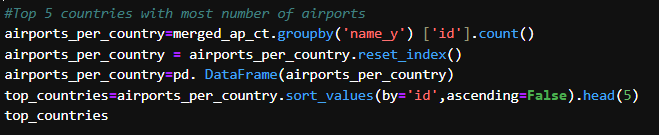 #Top 5 countries with most number of airports
airports_per_country=merged_ap_ct.groupby('name_y') ['id'].count()
airports_per_country = airports_per_country.reset_index()
airports_per_country=pd. DataFrame(airports_per_country)
top_countries=airports_per_country.sort_values(by='id',ascending=False).head(5)
top_countries